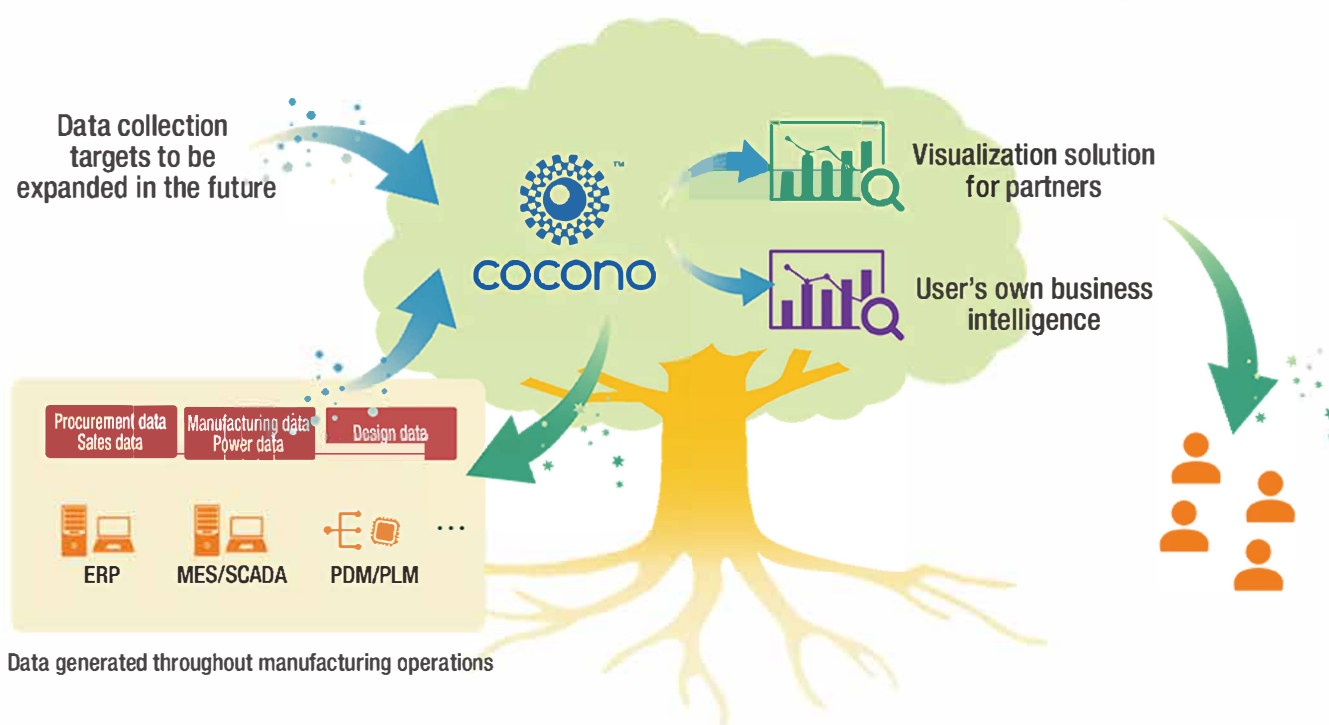 Data collection
targets to be
expanded in the future
™
cocono
Visualization solution
for partners
User's own business
intelligence
Procurement data
Sales data
Manufacturing data
Power data
Design data
ERP
MES/SCADA
PDM/PLM
...
Data generated throughout manufacturing operations